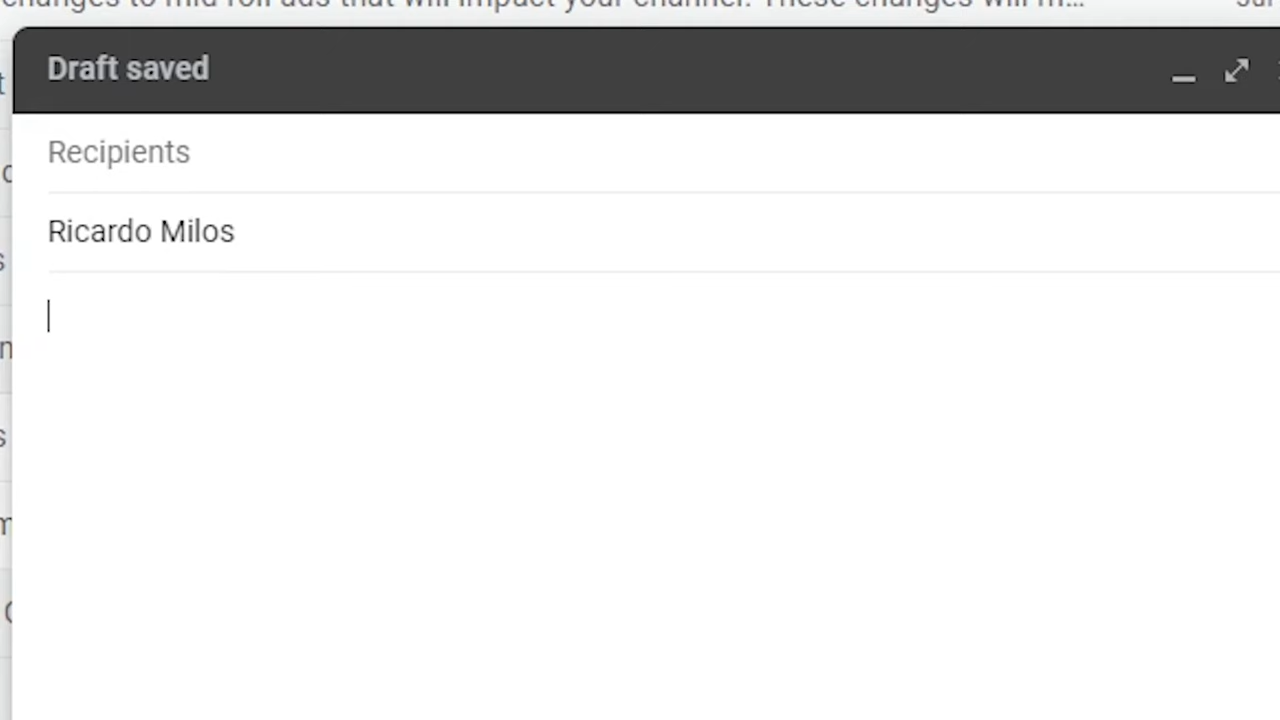 changes to mid roll ads that will impact your channel. These changes will m...
Draft saved
Recipients
Ricardo Milos